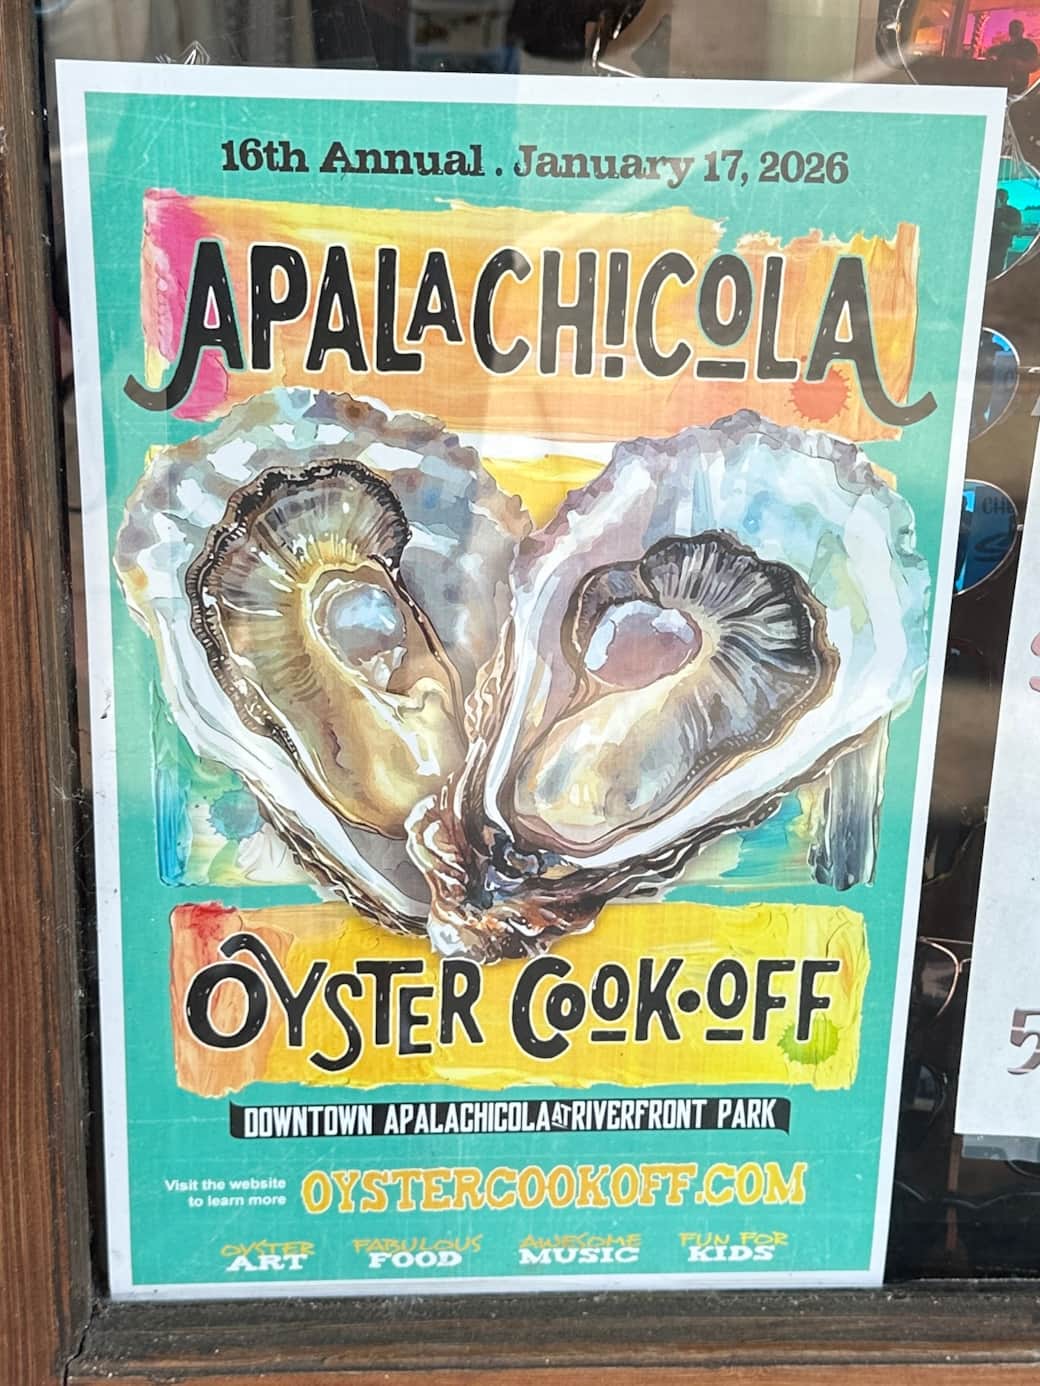 16th Annual . January 17, 2026
APALACHICOLA
OYSTER COOK·OFF
DOWNTOWN APALACHICOLA AT RIVERFRONT PARK
Visit the website
to learn more
OYSTERCOOKOFF.COM
OYSTER
ART
FABULOUS
FOOD
AWESOME
MUSIC
FUN FOR
KIDS